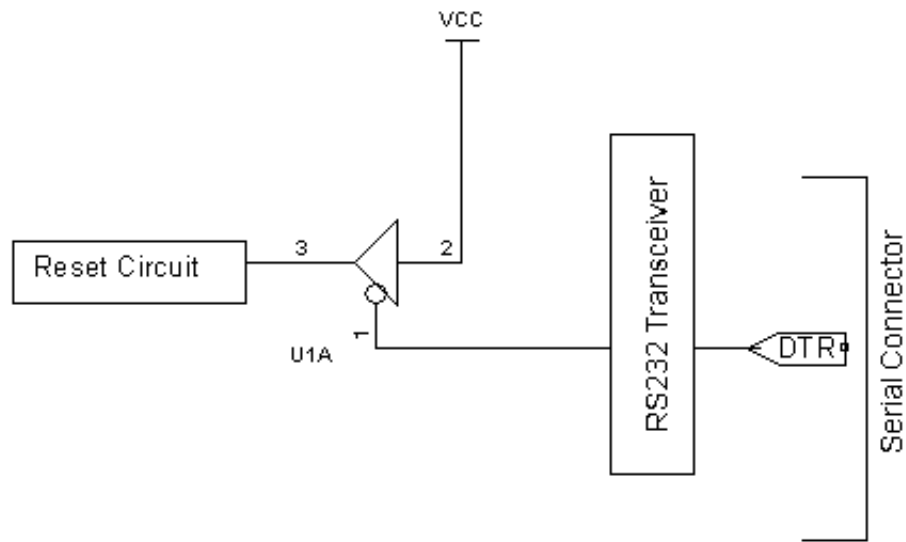 VCC
Reset Circuit
3
2
1
U1A
RS232 Transceiver
DTR
Serial Connector